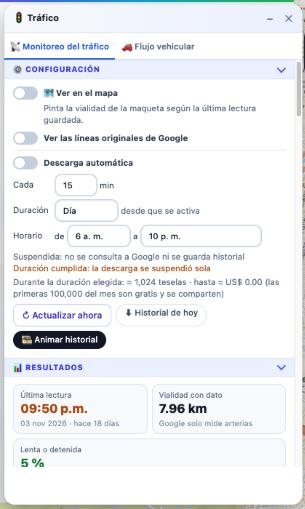 🚦 Tráfico
Monitoreo del tráfico
Flujo vehicular
CONFIGURACIÓN
Ver en el mapa
Pinta la vialidad de la maqueta según la última lectura
guardada.
Ver las líneas originales de Google
Descarga automática
Cada 15 min
Duración Día desde que se activa
Horario de 6 a. m. a 10 p. m.
Suspendida: no se consulta a Google ni se guarda historial
Duración cumplida: la descarga se suspendió sola
Durante la duración elegida: ≈ 1,024 teselas · hasta ≈ US$ 0.00 (las
primeras 100,000 del mes son gratis y se comparten)
↻ Actualizar ahora
⬇ Historial de hoy
Animar historial
RESULTADOS
Última lectura
09:50 p.m.
03 nov 2026 · hace 18 días
Vialidad con dato
7.96 km
Google solo mide arterias
Lenta o detenida
5 %